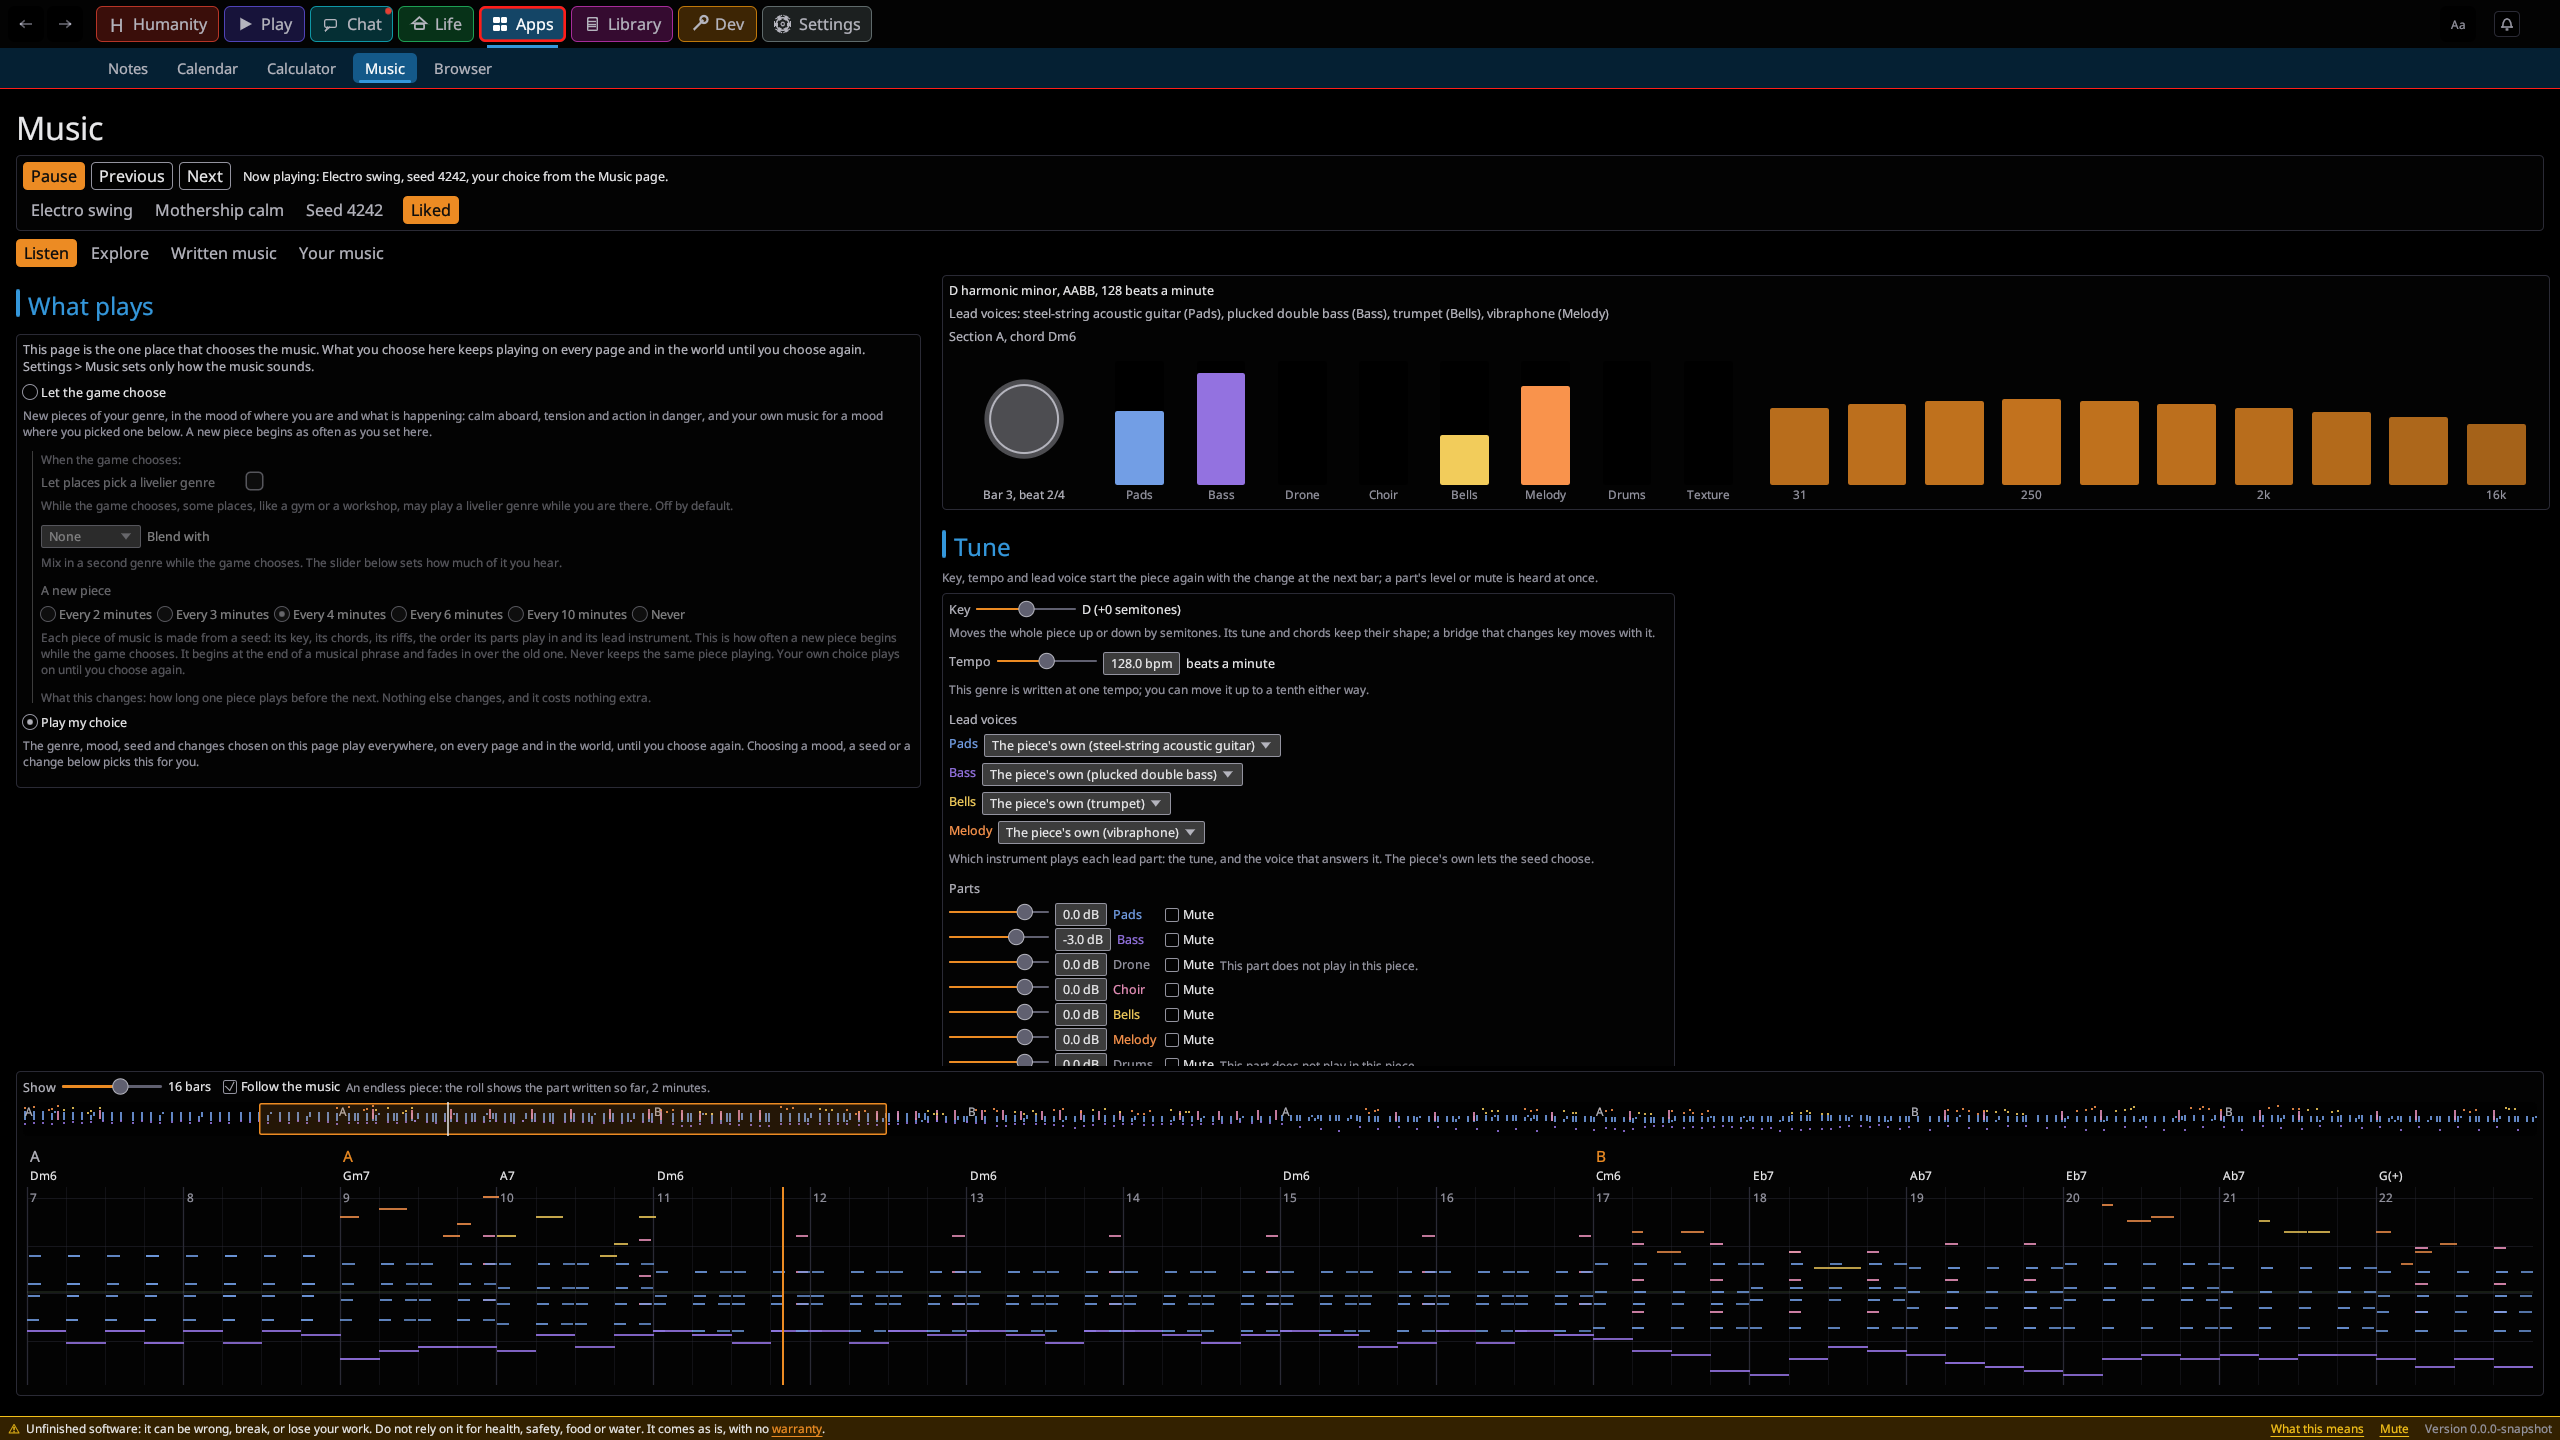 Humanity Play Chat Life Apps Library Dev Settings Aa
Notes Calendar Calculator Music Browser
Music
Pause Previous Next Now playing: Electro swing, seed 4242, your choice from the Music page.
Electro swing Mothership calm Seed 4242 Liked
Listen Explore Written music Your music
What plays
This page is the one place that chooses the music. What you choose here keeps playing on every page and in the world until you choose again.
Settings > Music sets only how the music sounds.
Let the game choose
New pieces of your genre, in the mood of where you are and what is happening: calm aboard, tension and action in danger, and your own music for a mood
where you picked one below. A new piece begins as often as you set here.
When the game chooses:
Let places pick a livelier genre
While the game chooses, some places, like a gym or a workshop, may play a livelier genre while you are there. Off by default.
None Blend with
Mix in a second genre while the game chooses. The slider below sets how much of it you hear.
A new piece
Every 2 minutes Every 3 minutes Every 4 minutes Every 6 minutes Every 10 minutes Never
Each piece of music is made from a seed: its key, its chords, its riffs, the order its parts play in and its lead instrument. This is how often a new piece begins
while the game chooses. It begins at the end of a musical phrase and fades in over the old one. Never keeps the same piece playing. Your own choice plays
on until you choose again.
What this changes: how long one piece plays before the next. Nothing else changes, and it costs nothing extra.
Play my choice
The genre, mood, seed and changes chosen on this page play everywhere, on every page and in the world, until you choose again. Choosing a mood, a seed or a
change below picks this for you.
D harmonic minor, AABB, 128 beats a minute
Lead voices: steel-string acoustic guitar (Pads), plucked double bass (Bass), trumpet (Bells), vibraphone (Melody)
Section A, chord Dm6
Bar 3, beat 2/4 Pads Bass Drone Choir Bells Melody Drums Texture 31 250 2k 16k
Tune
Key, tempo and lead voice start the piece again with the change at the next bar; a part's level or mute is heard at once.
Key D (+0 semitones)
Moves the whole piece up or down by semitones. Its tune and chords keep their shape; a bridge that changes key moves with it.
Tempo 128.0 bpm beats a minute
This genre is written at one tempo; you can move it up to a tenth either way.
Lead voices
Pads The piece's own (steel-string acoustic guitar)
Bass The piece's own (plucked double bass)
Bells The piece's own (trumpet)
Melody The piece's own (vibraphone)
Which instrument plays each lead part: the tune, and the voice that answers it. The piece's own lets the seed choose.
Parts
0.0 dB Pads Mute
-3.0 dB Bass Mute
0.0 dB Drone Mute This part does not play in this piece.
0.0 dB Choir Mute
0.0 dB Bells Mute
0.0 dB Melody Mute
0.0 dB Drums Mute This part does not play in this piece.
Show 16 bars Follow the music An endless piece: the roll shows the part written so far, 2 minutes.
A A B B A A B B
A A B
Dm6 Gm7 A7 Dm6 Dm6 Dm6 Cm6 Eb7 Ab7 Eb7 Ab7 G(+)
7 8 9 10 11 12 13 14 15 16 17 18 19 20 21 22
⚠ Unfinished software: it can be wrong, break, or lose your work. Do not rely on it for health, safety, food or water. It comes as is, with no warranty. What this means Mute Version 0.0.0-snapshot